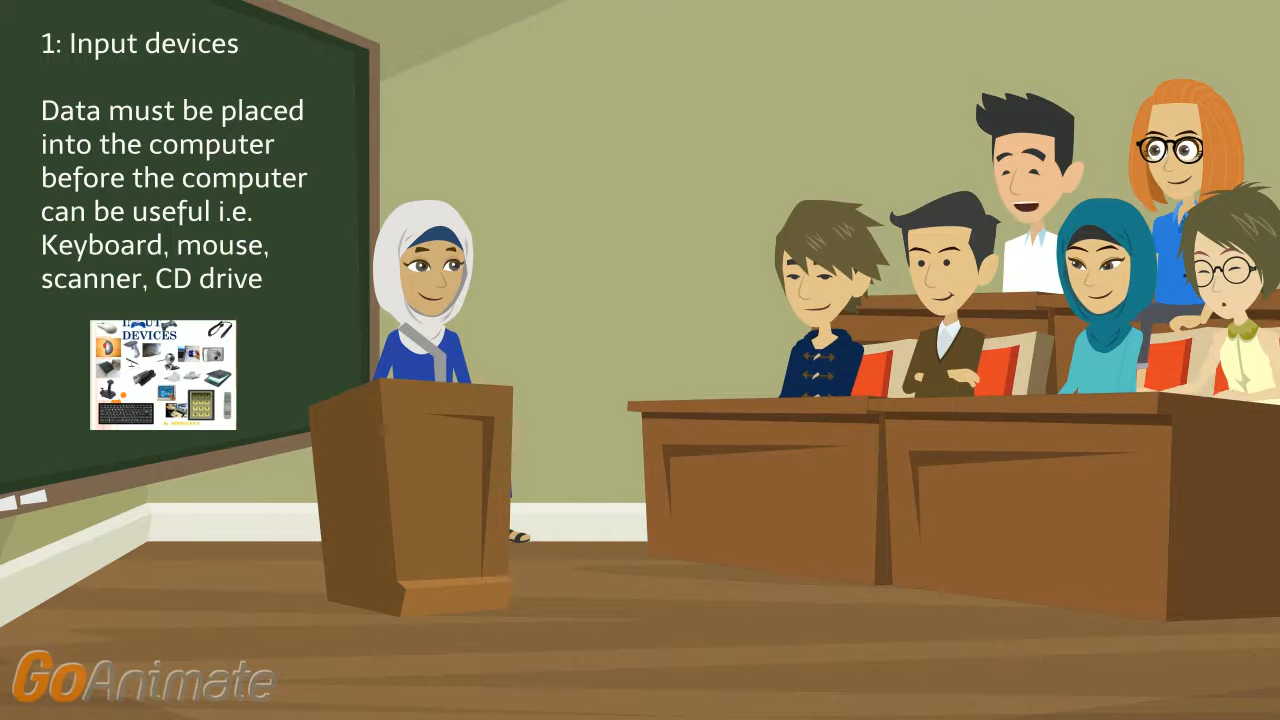 1: Input devices
Data must be placed
into the computer
before the computer
can be useful i.e.
Keyboard, mouse,
scanner, CD drive
INPUT
DEVICES
GoAnimate